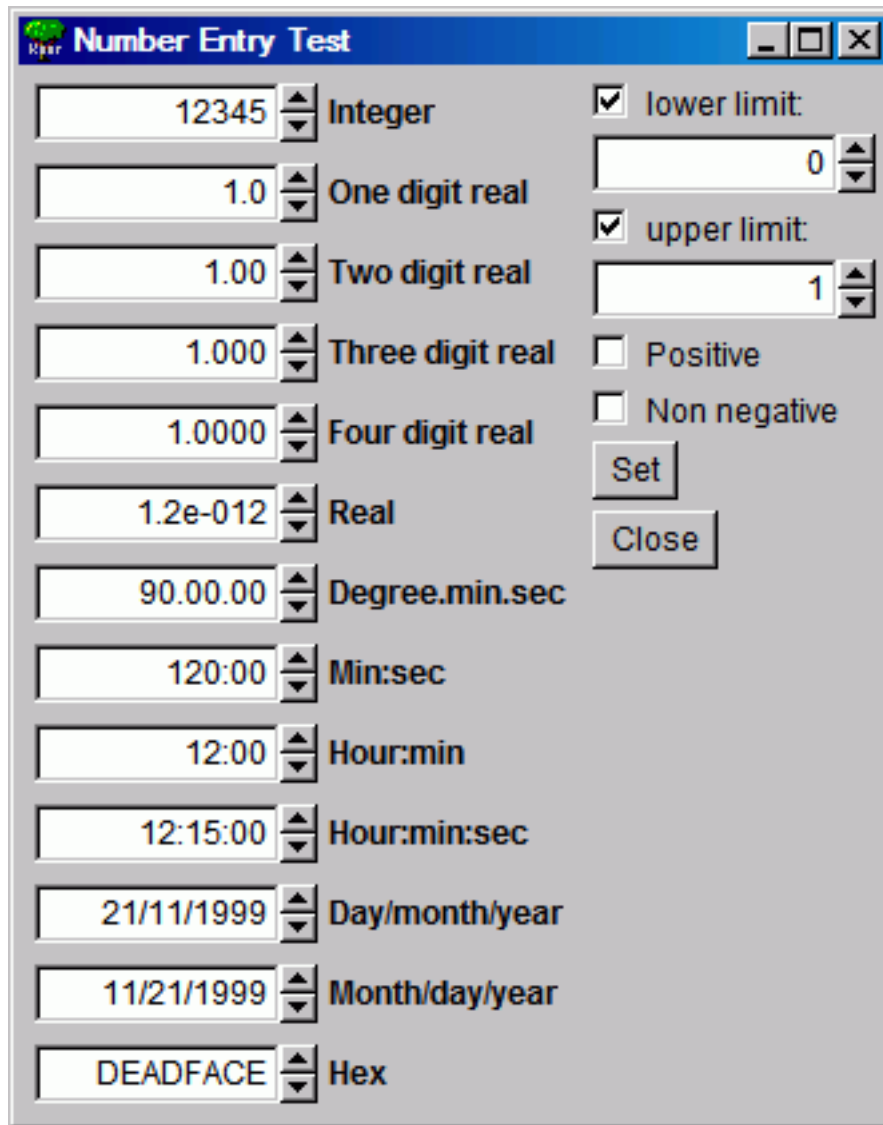 Number Entry Test
12345 Integer
1.0 One digit real
1.00 Two digit real
1.000 Three digit real
1.0000 Four digit real
1.2e-012 Real
90.00.00 Degree.min.sec
120:00 Min:sec
12:00 Hour:min
12:15:00 Hour:min:sec
21/11/1999 Day/month/year
11/21/1999 Month/day/year
DEADFACE Hex
lower limit:
0
upper limit:
1
Positive
Non negative
Set
Close